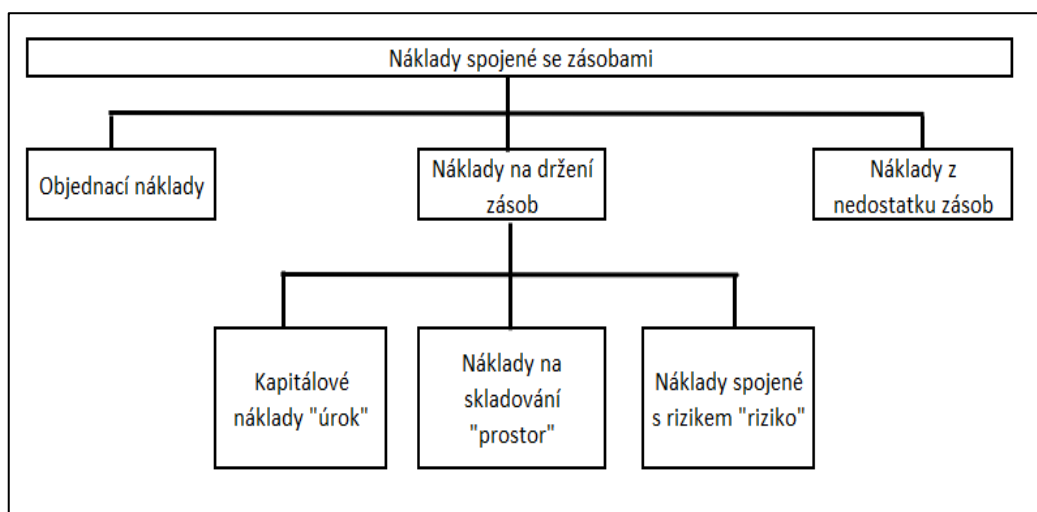 Náklady spojené se zásobami
Objednací náklady
Náklady na držení
zásob
Náklady z
nedostatku zásob
Kapitálové
náklady "úrok"
Náklady na
skladování
"prostor"
Náklady spojené
s rizikem "riziko"